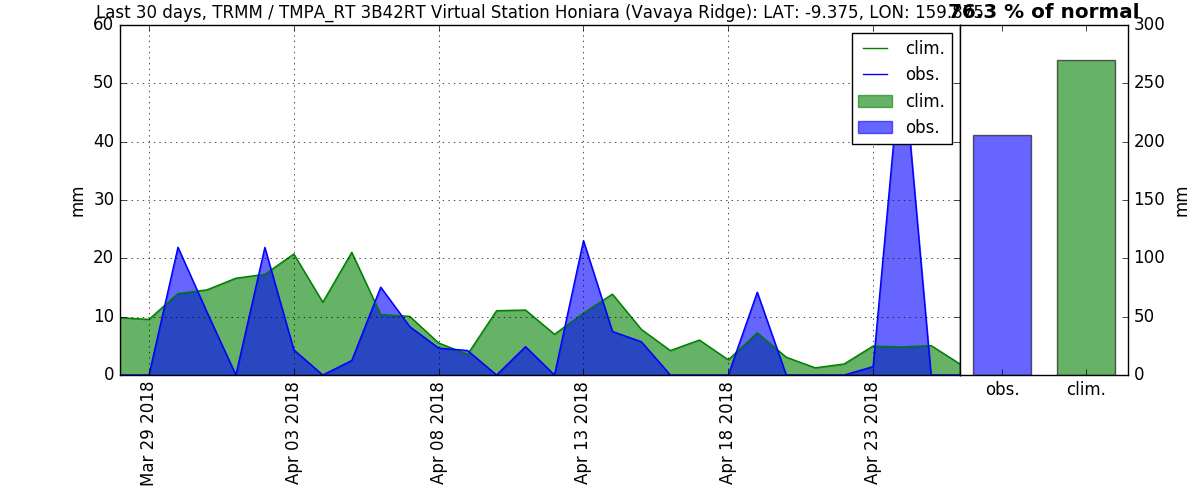 Last 30 days, TRMM / TMPA_RT 3B42RT Virtual Station Honiara (Vavaya Ridge): LAT: -9.375, LON:
76.3 % of normal
60
50
40
30
20
10
0
mm
clim.
obs.
clim.
obs.
Mar 29 2018
Apr 03 2018
Apr 08 2018
Apr 13 2018
Apr 18 2018
Apr 23 2018
300
250
200
150
100
50
0
mm
obs.
clim.